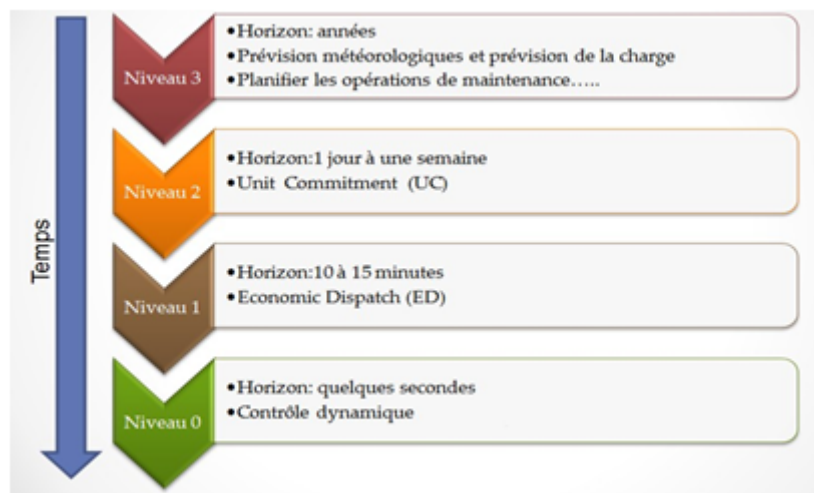 Temps
Niveau 3
•Horizon: années
•Prévision météorologiques et prévision de la charge
•Planifier les opérations de maintenance…..
Niveau 2
•Horizon:1 jour à une semaine
•Unit Commitment (UC)
Niveau 1
•Horizon:10 à 15 minutes
•Economic Dispatch (ED)
Niveau 0
•Horizon: quelques secondes
•Contrôle dynamique